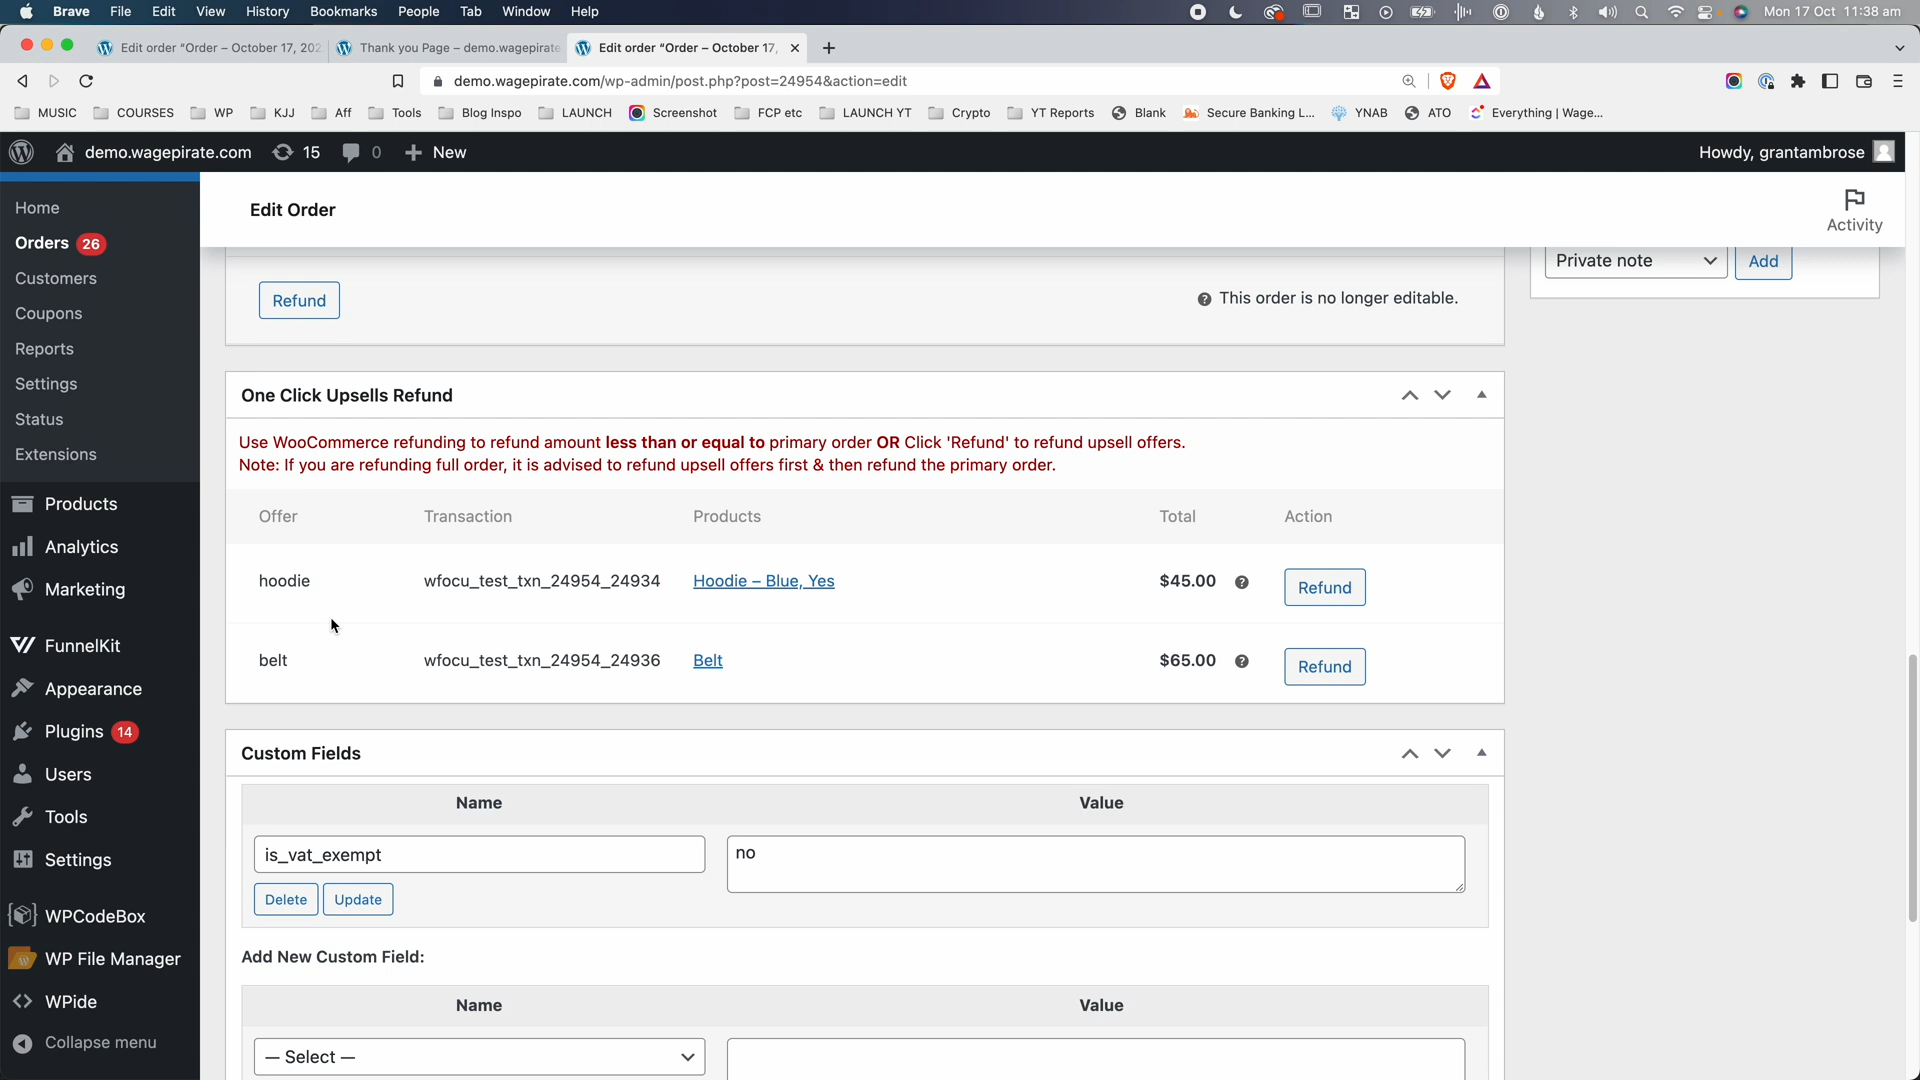 Brave File Edit View History Bookmarks People Tab Window Help Mon 17 Oct 11:38 am
Edit order “Order – October 17, 202 Thank you Page – demo.wagepirate Edit order “Order – October 17,
demo.wagepirate.com/wp-admin/post.php?post=24954&action=edit
MUSIC COURSES WP KJJ Aff Tools Blog Inspo LAUNCH Screenshot FCP etc LAUNCH YT Crypto YT Reports Blank Secure Banking L... YNAB ATO Everything | Wage...
demo.wagepirate.com 15 0 New Howdy, grantambrose
Home
Orders 26
Customers
Coupons
Reports
Settings
Status
Extensions
Products
Analytics
Marketing
FunnelKit
Appearance
Plugins 14
Users
Tools
Settings
WPCodeBox
WP File Manager
WPide
Collapse menu
Edit Order
Activity
Private note Add
Refund This order is no longer editable.
One Click Upsells Refund
Use WooCommerce refunding to refund amount less than or equal to primary order OR Click 'Refund' to refund upsell offers.
Note: If you are refunding full order, it is advised to refund upsell offers first & then refund the primary order.
Offer Transaction Products Total Action
hoodie wfocu_test_txn_24954_24934 Hoodie – Blue, Yes $45.00 Refund
belt wfocu_test_txn_24954_24936 Belt $65.00 Refund
Custom Fields
Name Value
is_vat_exempt no
Delete Update
Add New Custom Field:
Name Value
— Select —